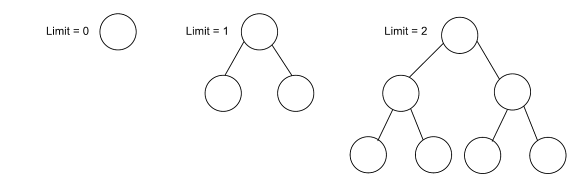 Limit = 0
Limit = 1
Limit = 2